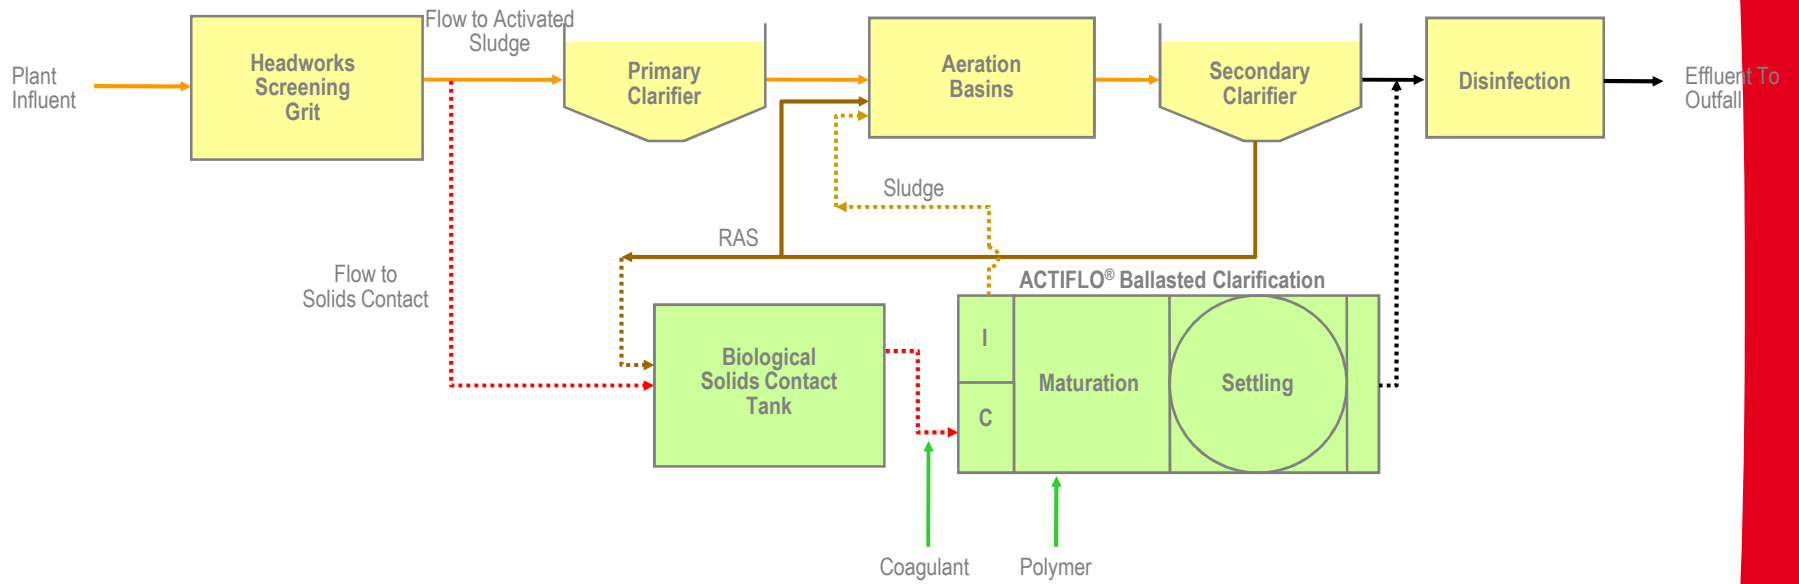 Flow to Activated
Sludge
Plant
Influent
Headworks
Screening
Grit
Primary
Clarifier
Aeration
Basins
Secondary
Clarifier
Disinfection
Effluent To
Outfall
Sludge
RAS
Flow to
Solids Contact
ACTIFLO® Ballasted Clarification
Biological
Solids Contact
Tank
I
C
Maturation
Settling
Coagulant
Polymer